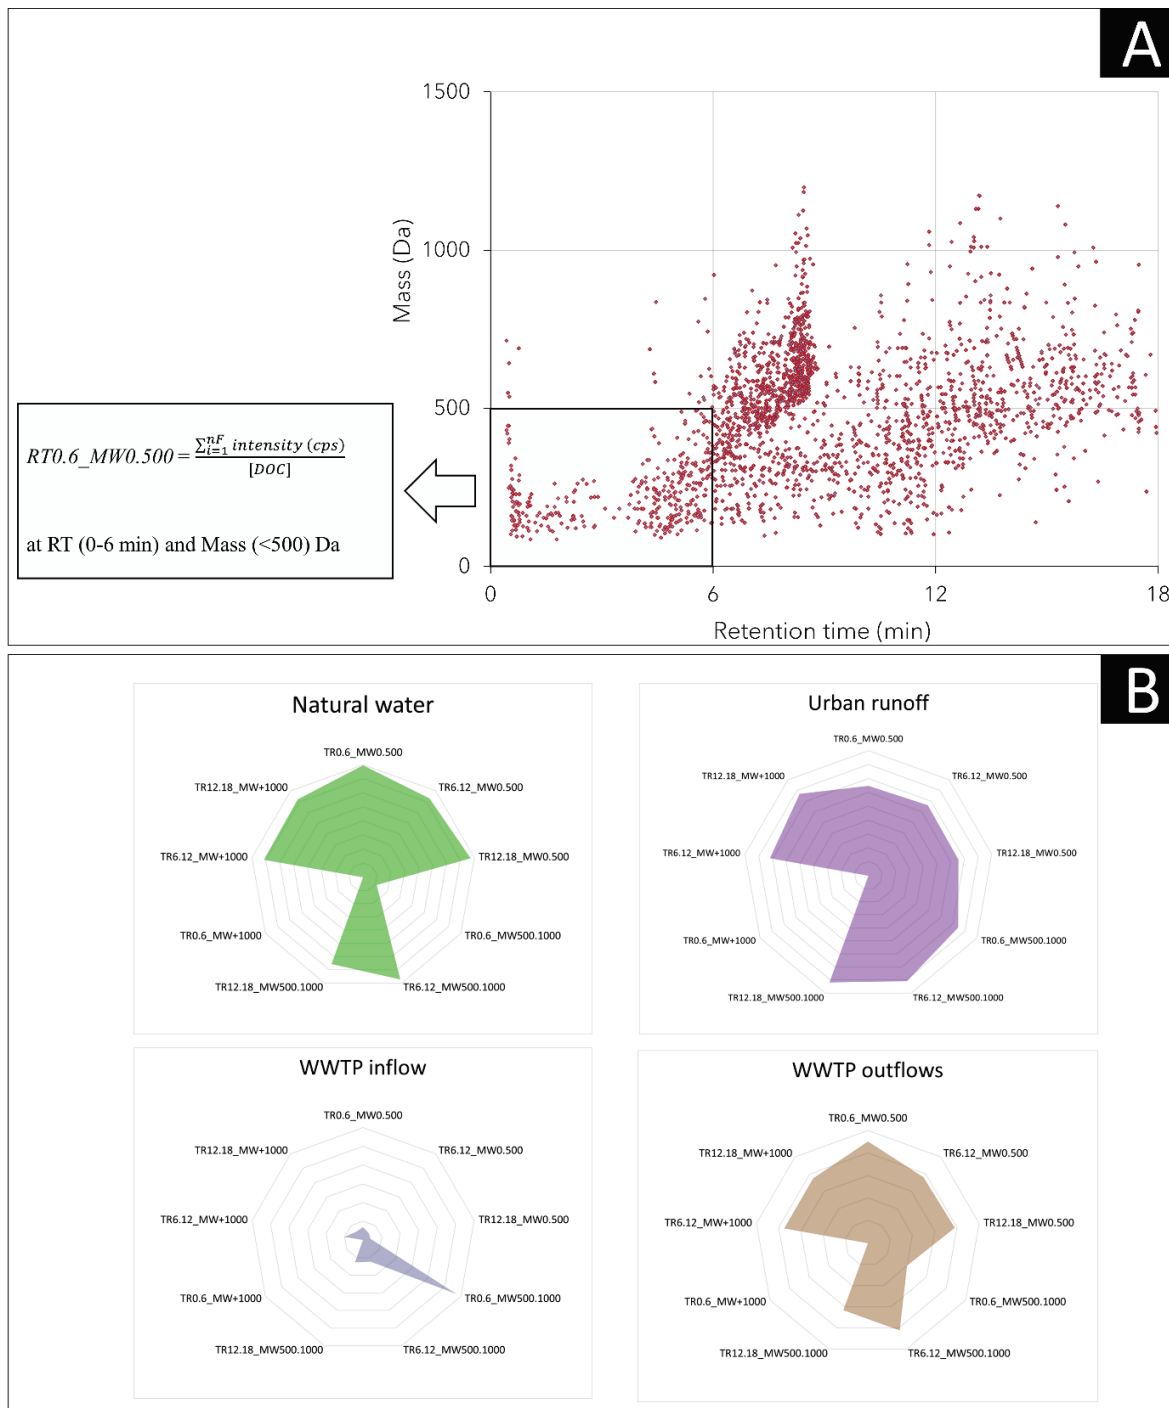 A
1500
1000
500
0
Mass (Da)
0 6 12 18
Retention time (min)
RT0.6_MW0.500 = \frac{\sum_{i=1}^{nF} intensity (cps)}{[DOC]}
at RT (0-6 min) and Mass (<500) Da
B
Natural water
TR0.6_MW0.500
TR12.18_MW+1000 TR6.12_MW0.500
TR6.12_MW+1000 TR12.18_MW0.500
TR0.6_MW+1000 TR0.6_MW500.1000
TR12.18_MW500.1000 TR6.12_MW500.1000
Urban runoff
TR0.6_MW0.500
TR12.18_MW+1000 TR6.12_MW0.500
TR6.12_MW+1000 TR12.18_MW0.500
TR0.6_MW+1000 TR0.6_MW500.1000
TR12.18_MW500.1000 TR6.12_MW500.1000
WWTP inflow
TR0.6_MW0.500
TR12.18_MW+1000 TR6.12_MW0.500
TR6.12_MW+1000 TR12.18_MW0.500
TR0.6_MW+1000 TR0.6_MW500.1000
TR12.18_MW500.1000 TR6.12_MW500.1000
WWTP outflows
TR0.6_MW0.500
TR12.18_MW+1000 TR6.12_MW0.500
TR6.12_MW+1000 TR12.18_MW0.500
TR0.6_MW+1000 TR0.6_MW500.1000
TR12.18_MW500.1000 TR6.12_MW500.1000